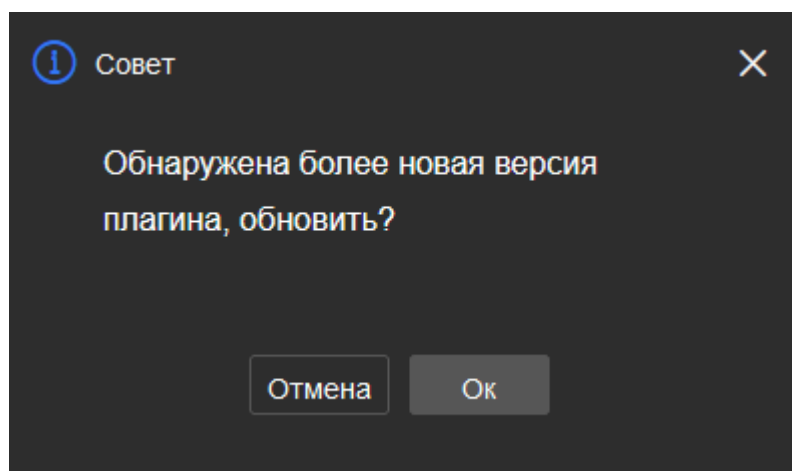 Совет
Обнаружена более новая версия
плагина, обновить?
Отмена Ок